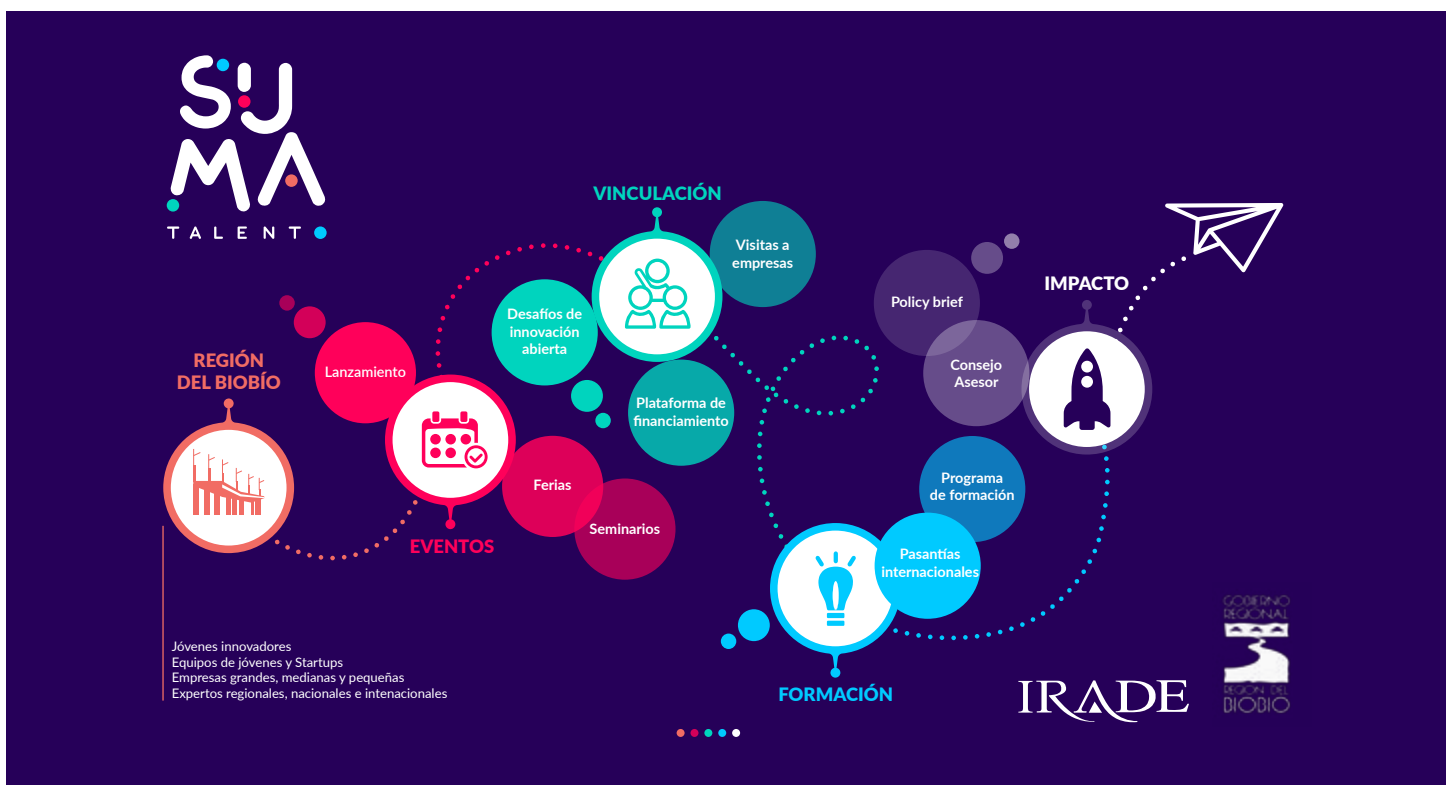 SUMA
TALENTO
REGIÓN
DEL BIOBÍO
Jóvenes innovadores
Equipos de jóvenes y Startups
Empresas grandes, medianas y pequeñas
Expertos regionales, nacionales e intenacionales
Lanzamiento
EVENTOS
Ferias
Seminarios
VINCULACIÓN
Visitas a
empresas
Desafíos de
innovación
abierta
Plataforma de
financiamiento
FORMACIÓN
Programa
de formación
Pasantías
internacionales
IMPACTO
Policy brief
Consejo
Asesor
IRADE
GOBIERNO
REGIONAL
REGION DEL
BIOBIO